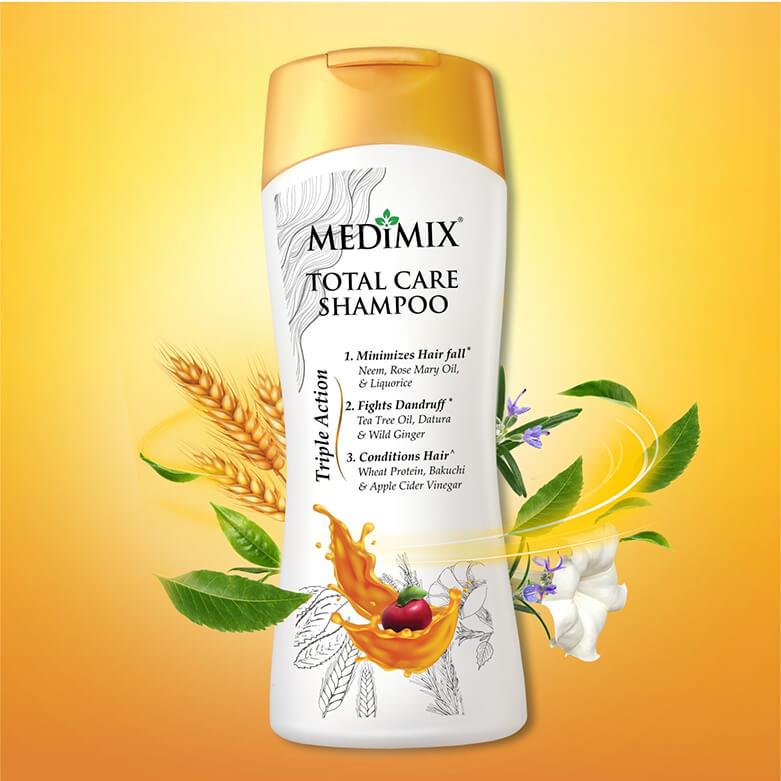 MEDIMIX®
TOTAL CARE
SHAMPOO
Triple Action
1. Minimizes Hair fall*
Neem, Rose Mary Oil,
& Liquorice
2. Fights Dandruff *
Tea Tree Oil, Datura
& Wild Ginger
3. Conditions Hair^
Wheat Protein, Bakuchi
& Apple Cider Vinegar